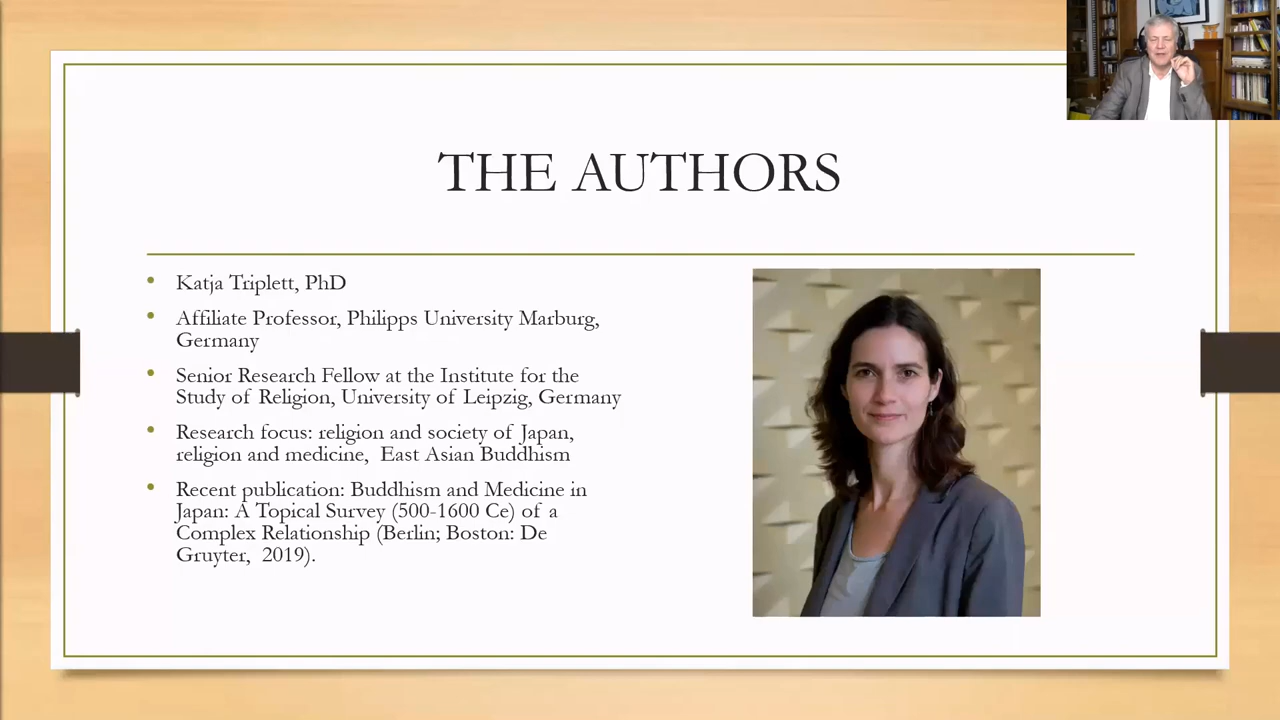 THE AUTHORS
• Katja Triplett, PhD
• Affiliate Professor, Philipps University Marburg,
Germany
• Senior Research Fellow at the Institute for the
Study of Religion, University of Leipzig, Germany
• Research focus: religion and society of Japan,
religion and medicine, East Asian Buddhism
• Recent publication: Buddhism and Medicine in
Japan: A Topical Survey (500-1600 Ce) of a
Complex Relationship (Berlin; Boston: De
Gruyter, 2019).